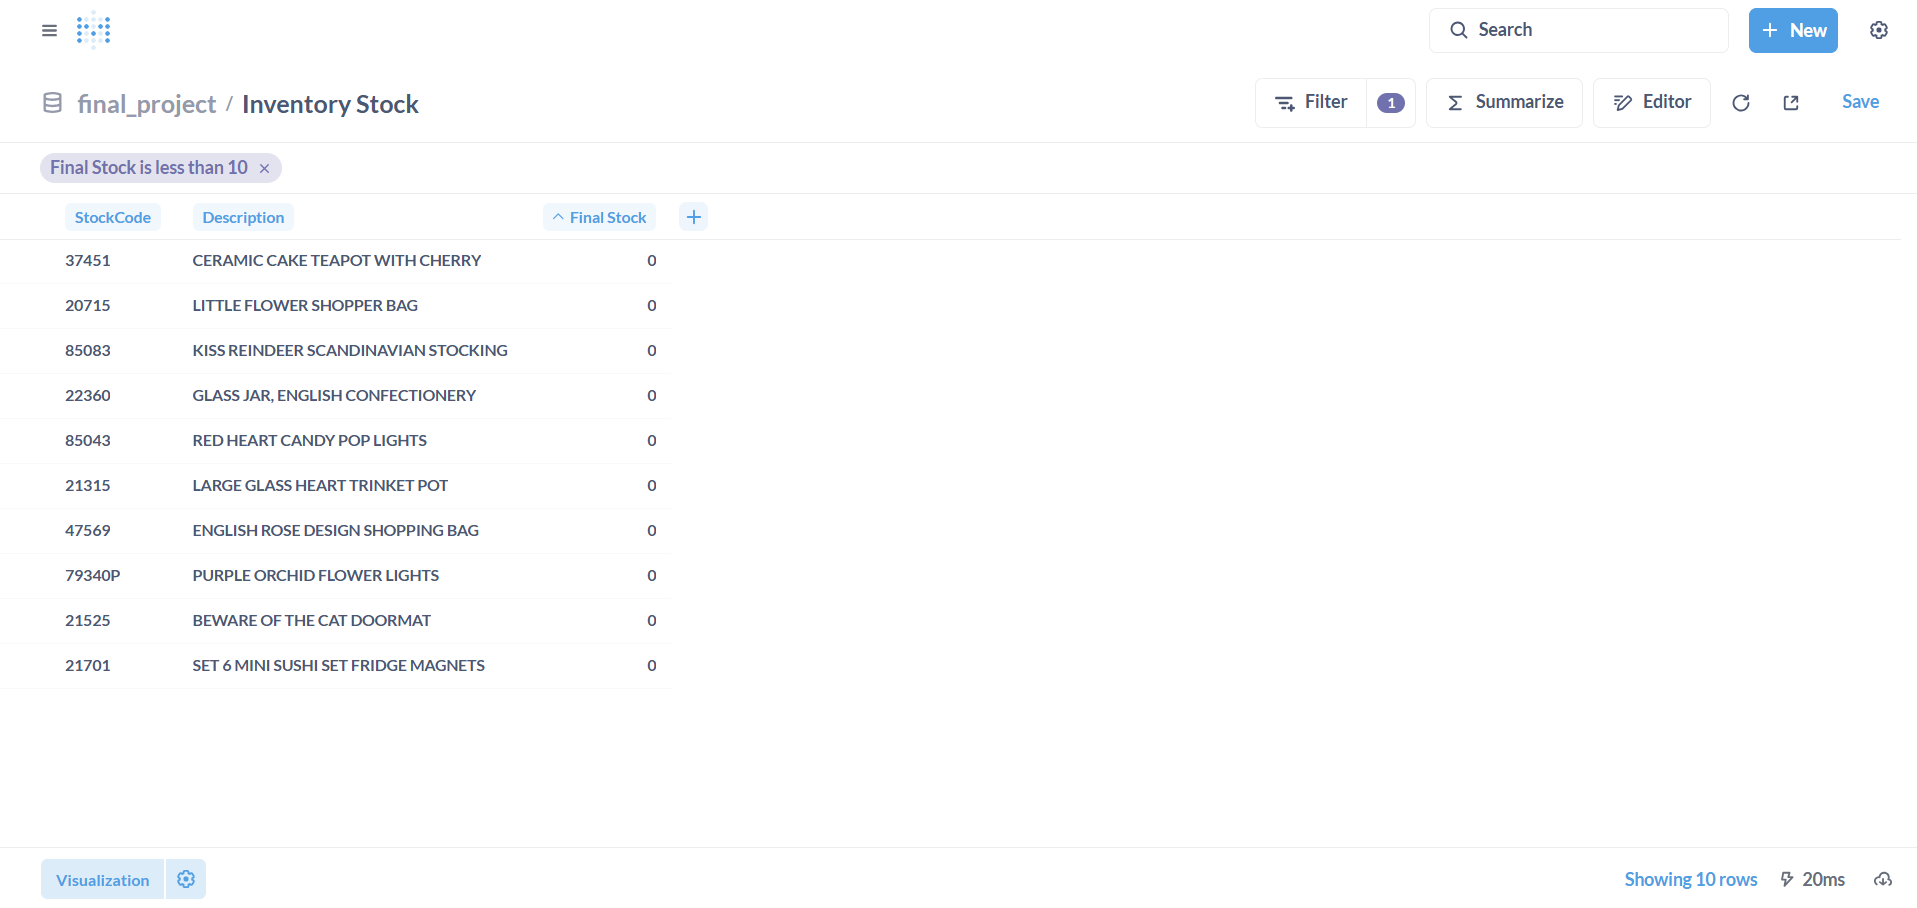 Search
+ New
final_project / Inventory Stock
Filter 1 Summarize Editor Save
Final Stock is less than 10 ×
StockCode Description Final Stock +
37451 CERAMIC CAKE TEAPOT WITH CHERRY 0
20715 LITTLE FLOWER SHOPPER BAG 0
85083 KISS REINDEER SCANDINAVIAN STOCKING 0
22360 GLASS JAR, ENGLISH CONFECTIONERY 0
85043 RED HEART CANDY POP LIGHTS 0
21315 LARGE GLASS HEART TRINKET POT 0
47569 ENGLISH ROSE DESIGN SHOPPING BAG 0
79340P PURPLE ORCHID FLOWER LIGHTS 0
21525 BEWARE OF THE CAT DOORMAT 0
21701 SET 6 MINI SUSHI SET FRIDGE MAGNETS 0
Visualization
Showing 10 rows 20ms